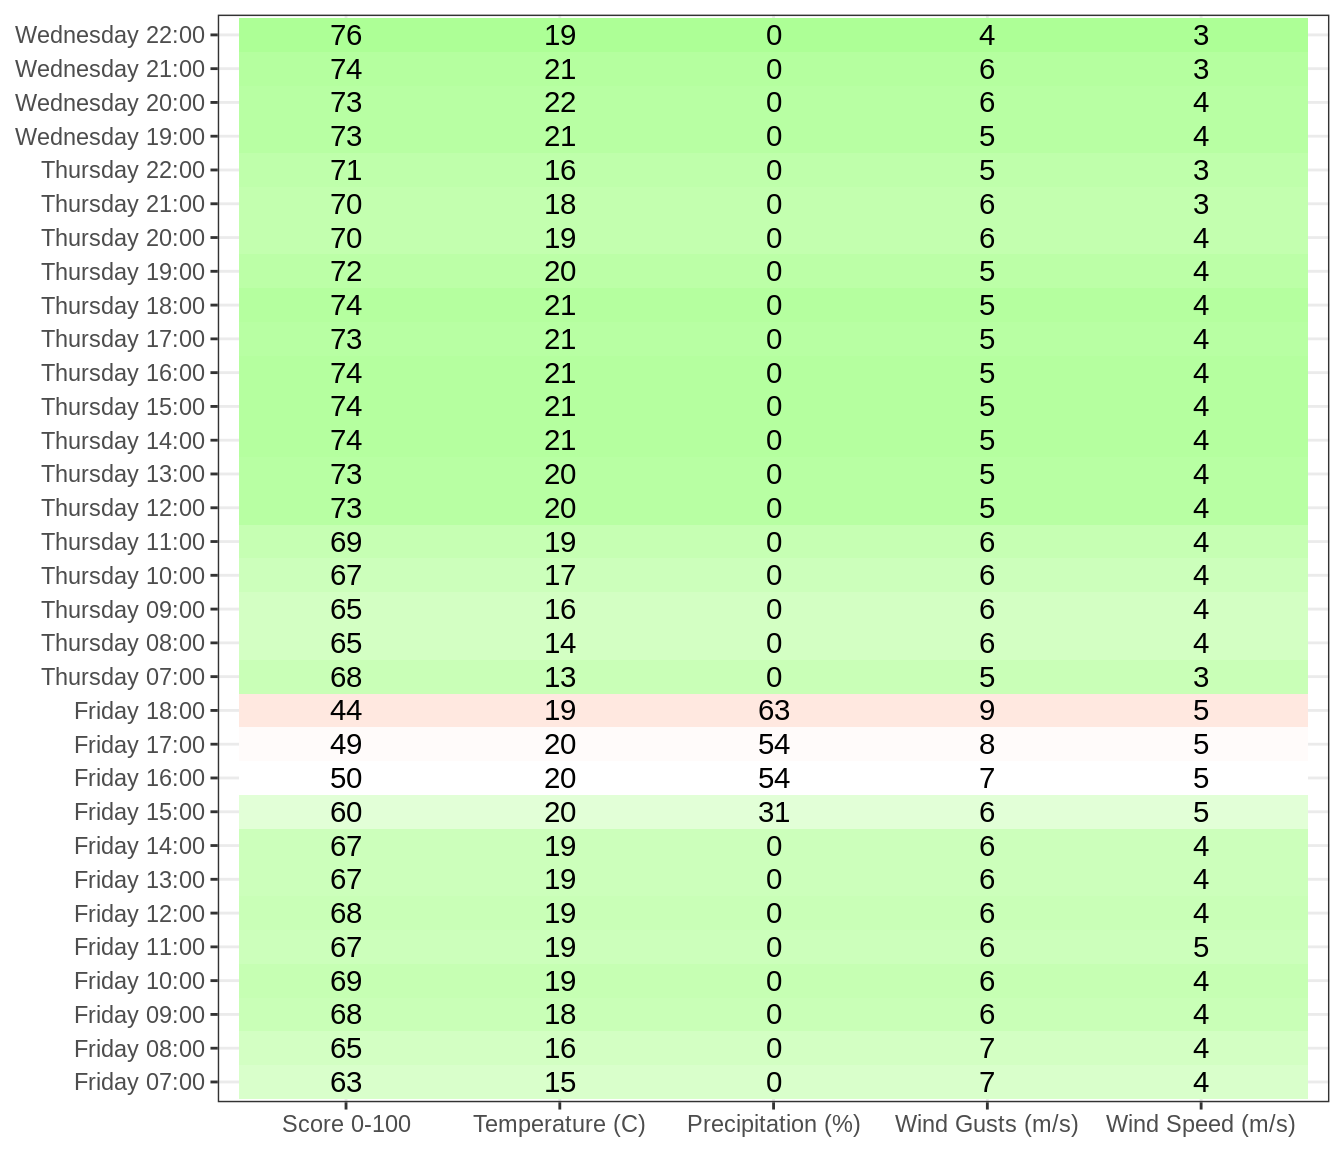 Wednesday 22:00 76 19 0 4 3
Wednesday 21:00 74 21 0 6 3
Wednesday 20:00 73 22 0 6 4
Wednesday 19:00 73 21 0 5 4
Thursday 22:00 71 16 0 5 3
Thursday 21:00 70 18 0 6 3
Thursday 20:00 70 19 0 6 4
Thursday 19:00 72 20 0 5 4
Thursday 18:00 74 21 0 5 4
Thursday 17:00 73 21 0 5 4
Thursday 16:00 74 21 0 5 4
Thursday 15:00 74 21 0 5 4
Thursday 14:00 74 21 0 5 4
Thursday 13:00 73 20 0 5 4
Thursday 12:00 73 20 0 5 4
Thursday 11:00 69 19 0 6 4
Thursday 10:00 67 17 0 6 4
Thursday 09:00 65 16 0 6 4
Thursday 08:00 65 14 0 6 4
Thursday 07:00 68 13 0 5 3
Friday 18:00 44 19 63 9 5
Friday 17:00 49 20 54 8 5
Friday 16:00 50 20 54 7 5
Friday 15:00 60 20 31 6 5
Friday 14:00 67 19 0 6 4
Friday 13:00 67 19 0 6 4
Friday 12:00 68 19 0 6 4
Friday 11:00 67 19 0 6 5
Friday 10:00 69 19 0 6 4
Friday 09:00 68 18 0 6 4
Friday 08:00 65 16 0 7 4
Friday 07:00 63 15 0 7 4
Score 0-100 Temperature (C) Precipitation (%) Wind Gusts (m/s) Wind Speed (m/s)